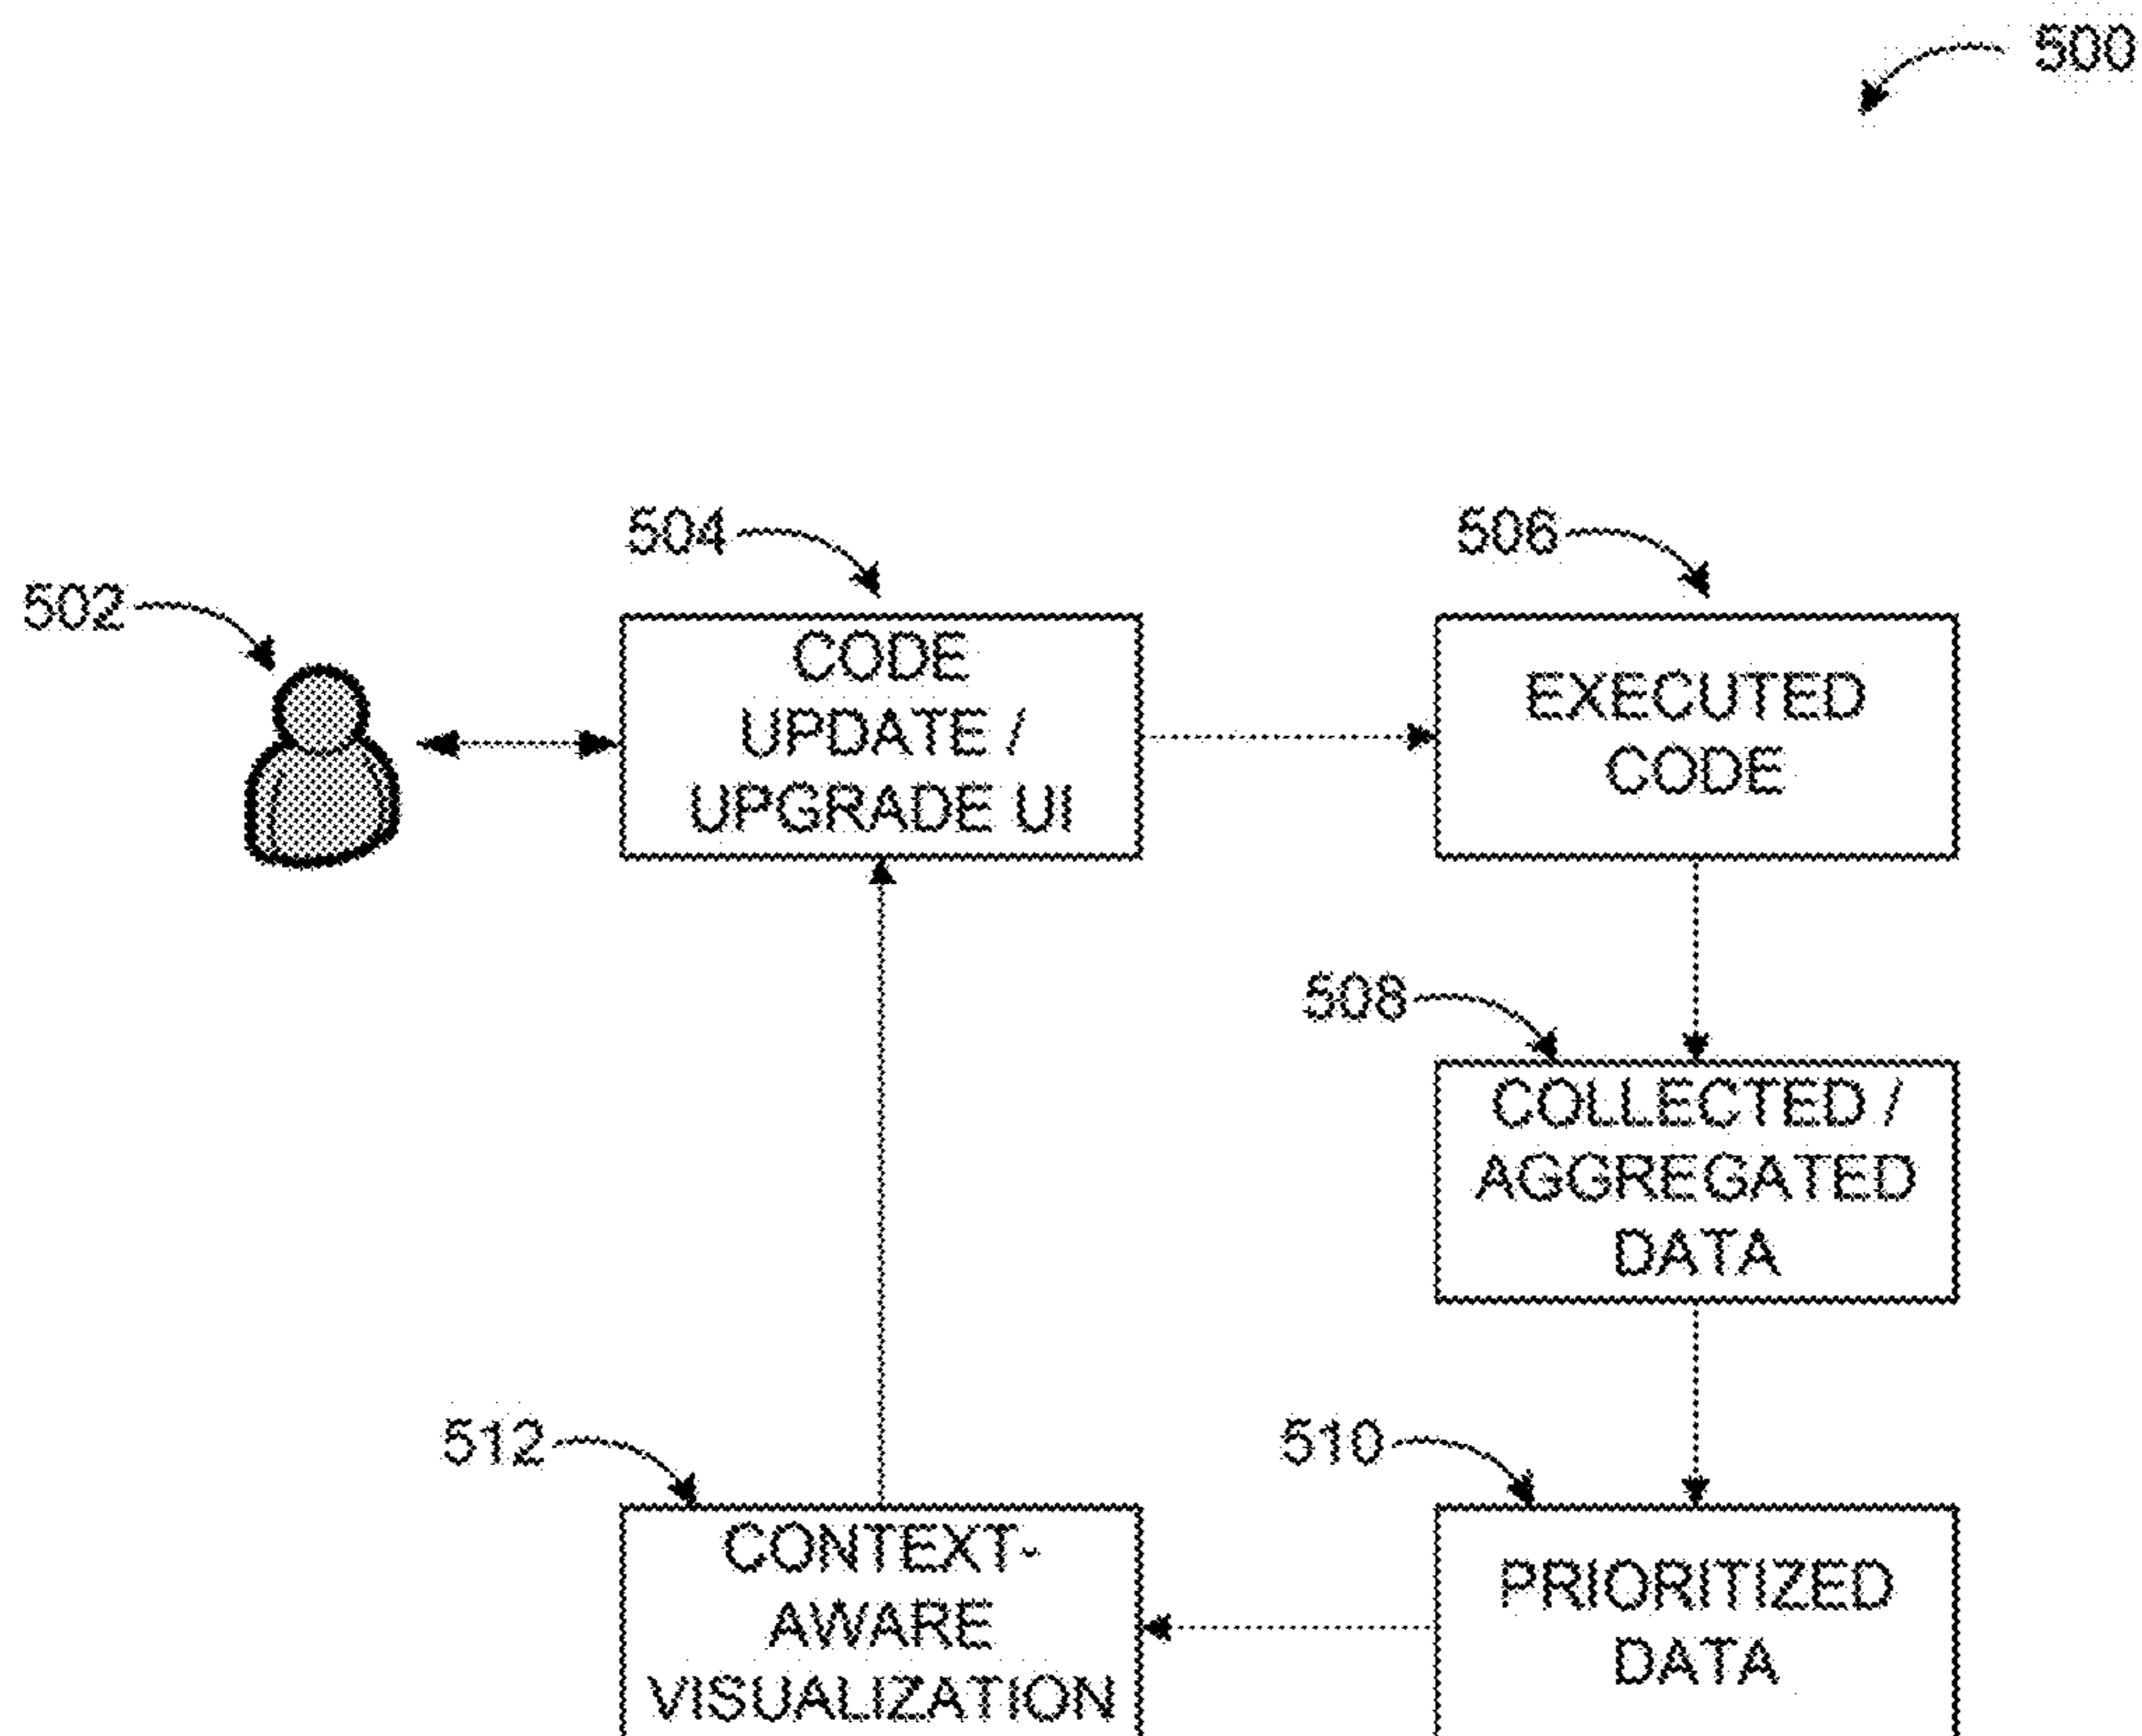 500
504
506
502
CODE
UPDATE /
UPGRADE UI
EXECUTED
CODE
508
COLLECTED /
AGGREGATED
DATA
512
510
CONTEXT-
AWARE
VISUALIZATION
PRIORITIZED
DATA